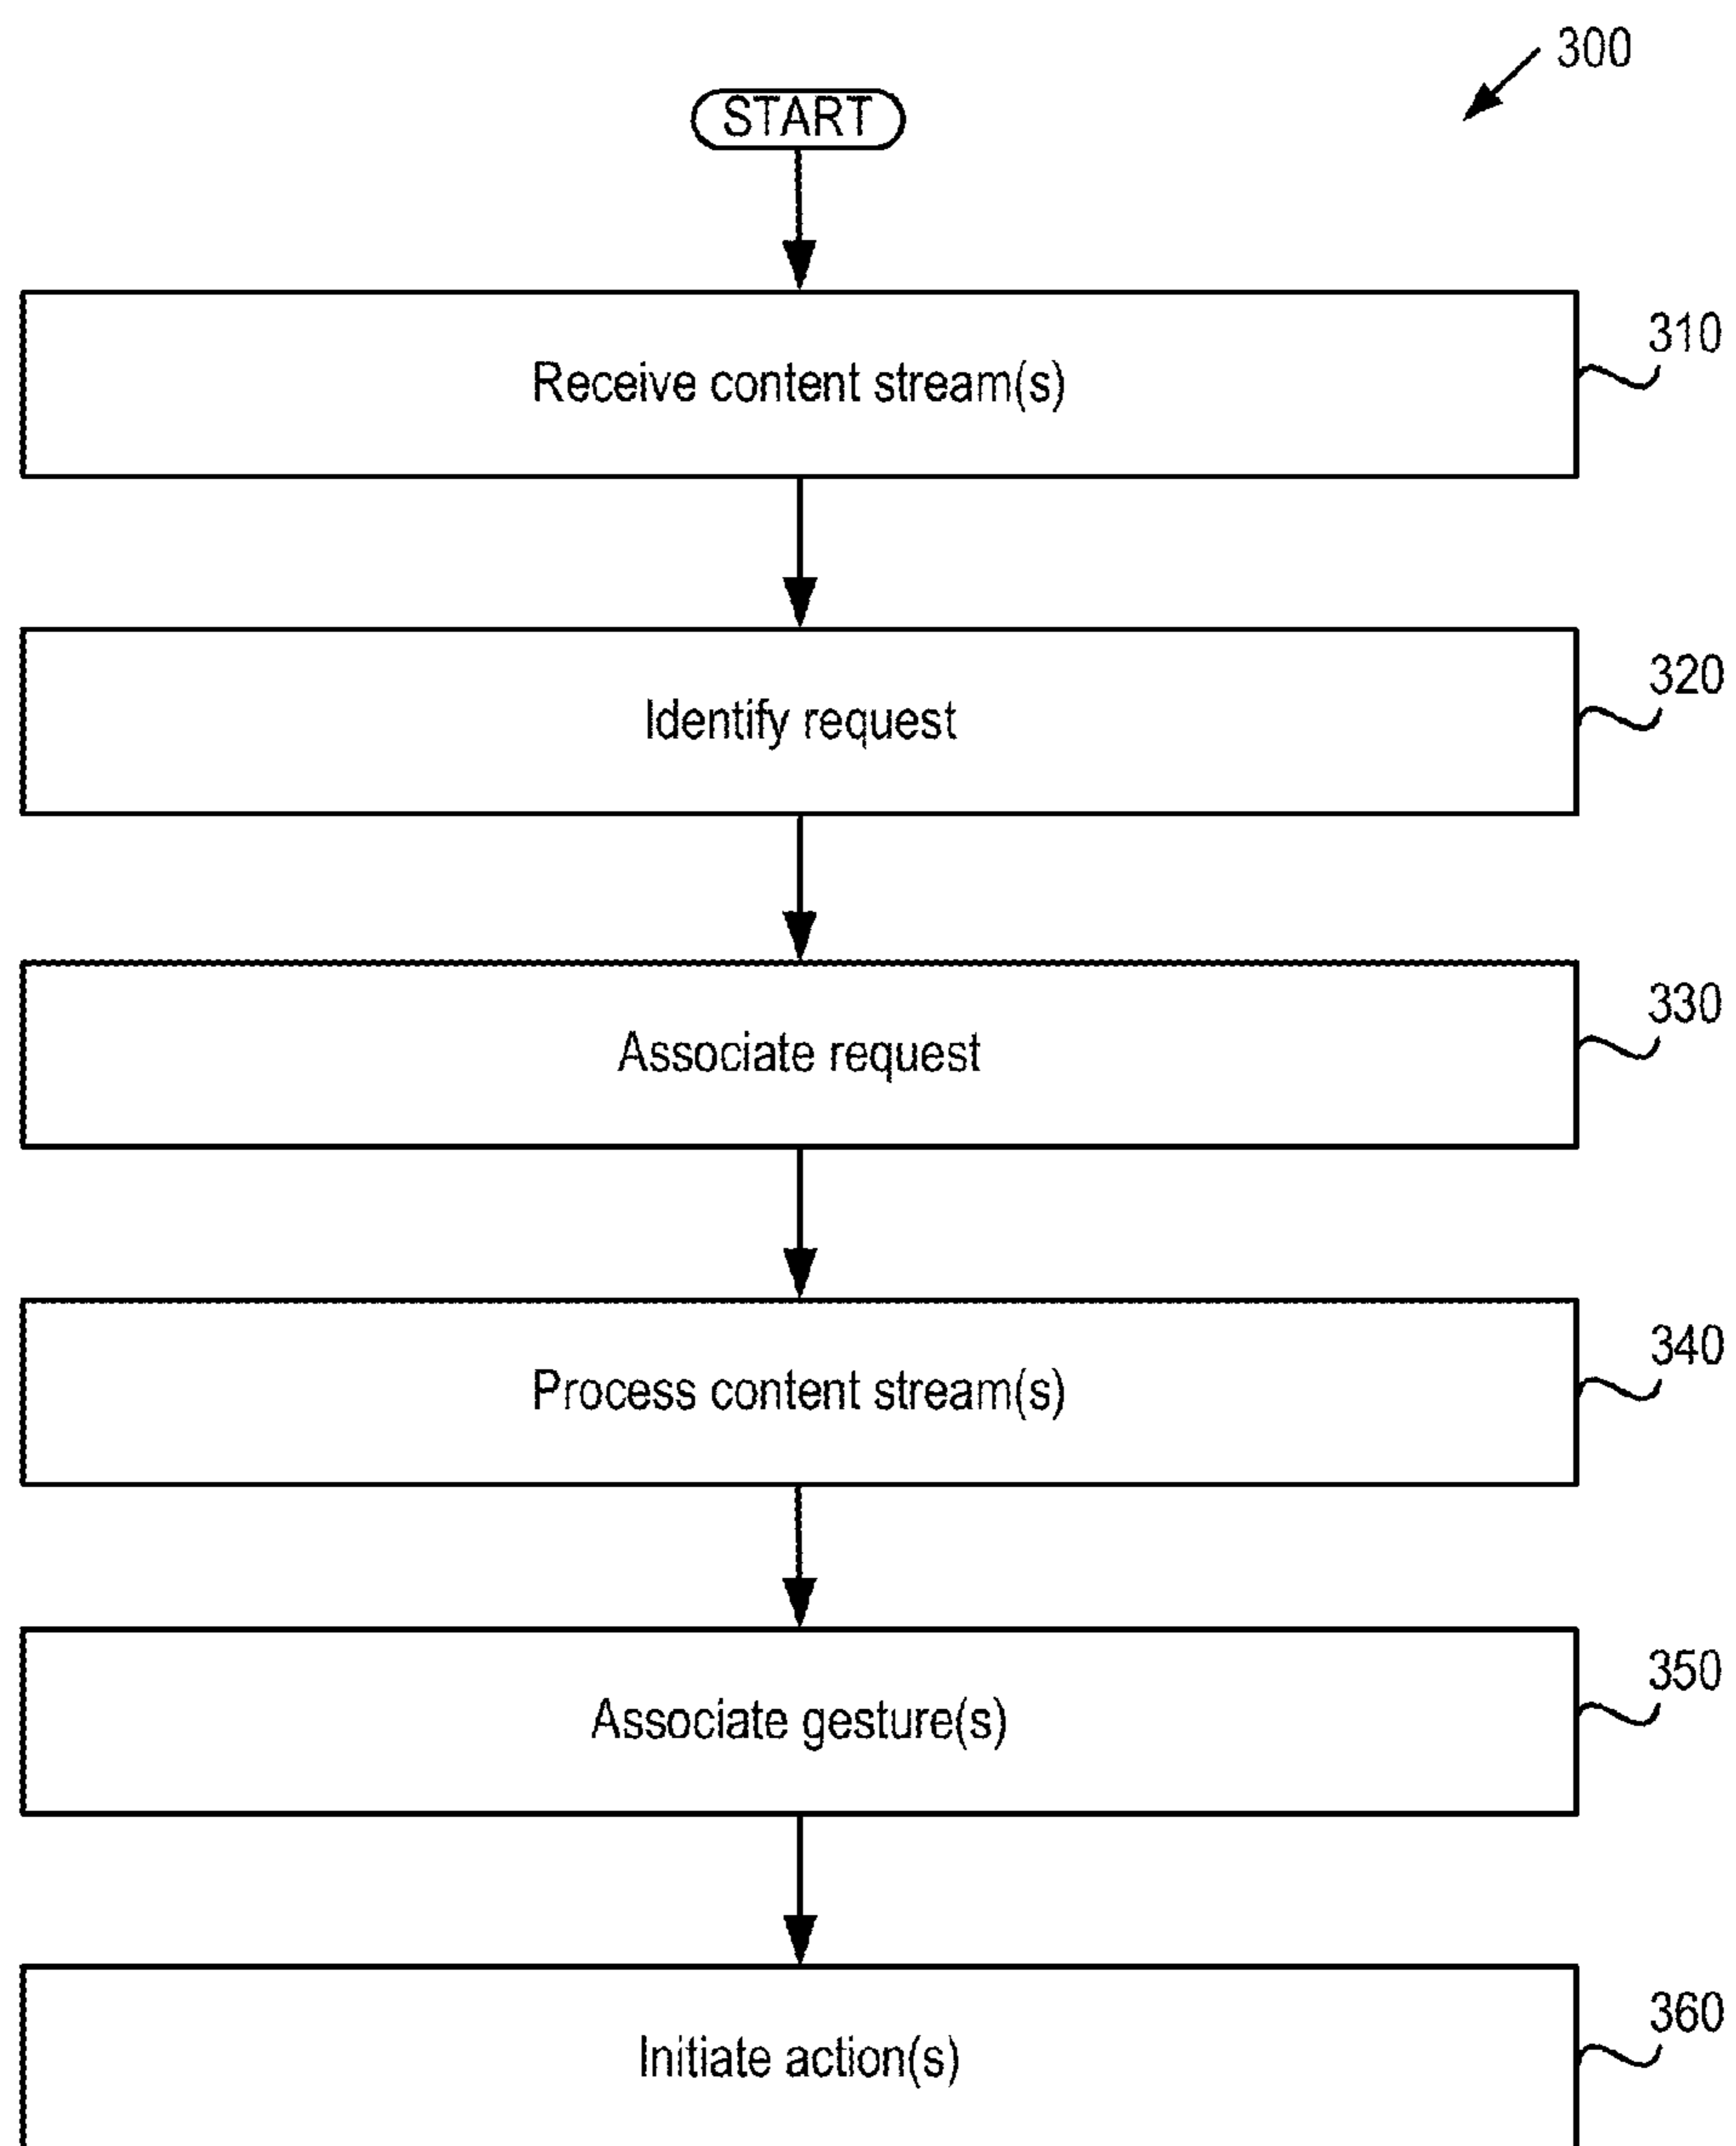 300
START
310
Receive content stream(s)
320
Identify request
330
Associate request
340
Process content stream(s)
350
Associate gesture(s)
360
Initiate action(s)